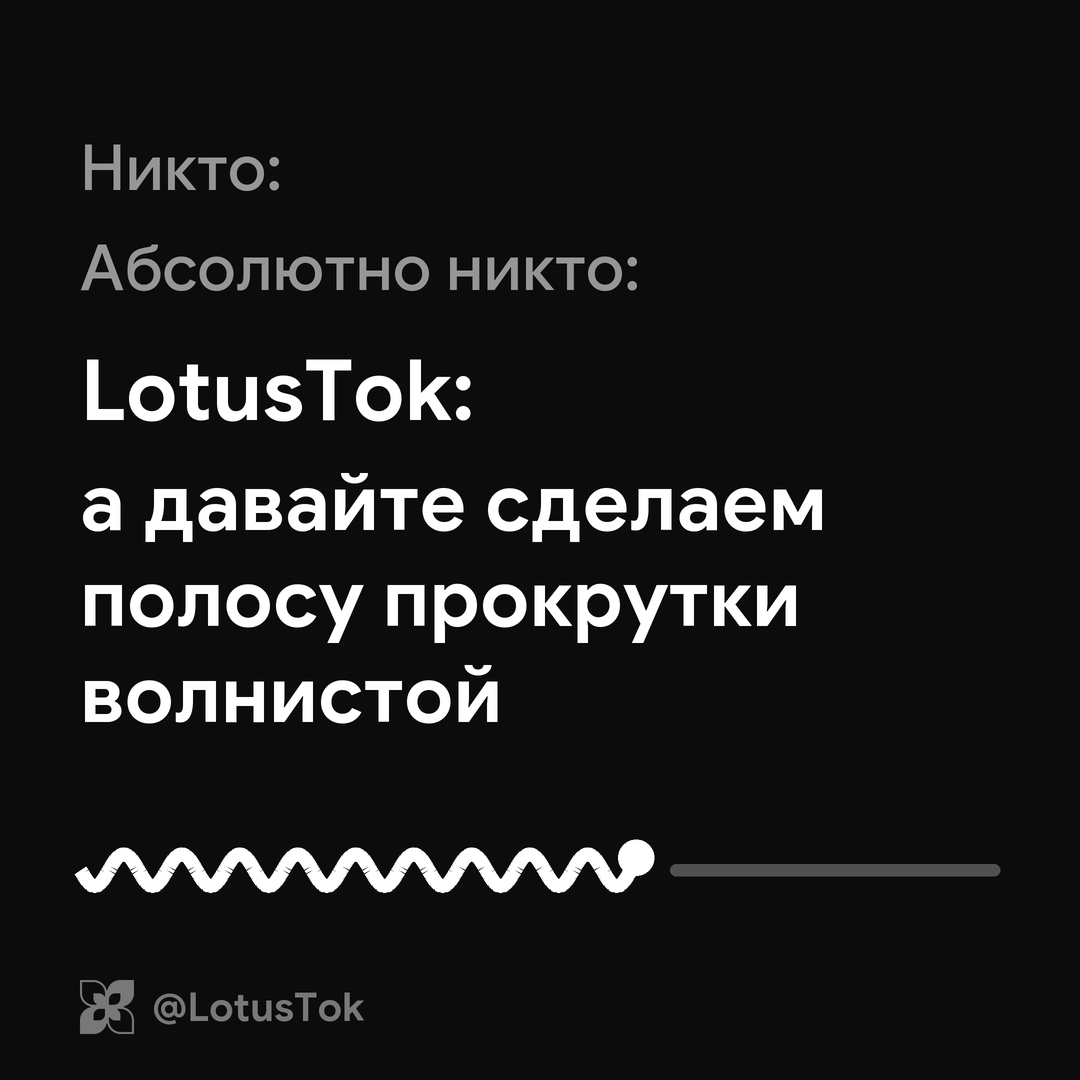 Никто:
Абсолютно никто:
LotusTok:
а давайте сделаем
полосу прокрутки
волнистой
@LotusTok